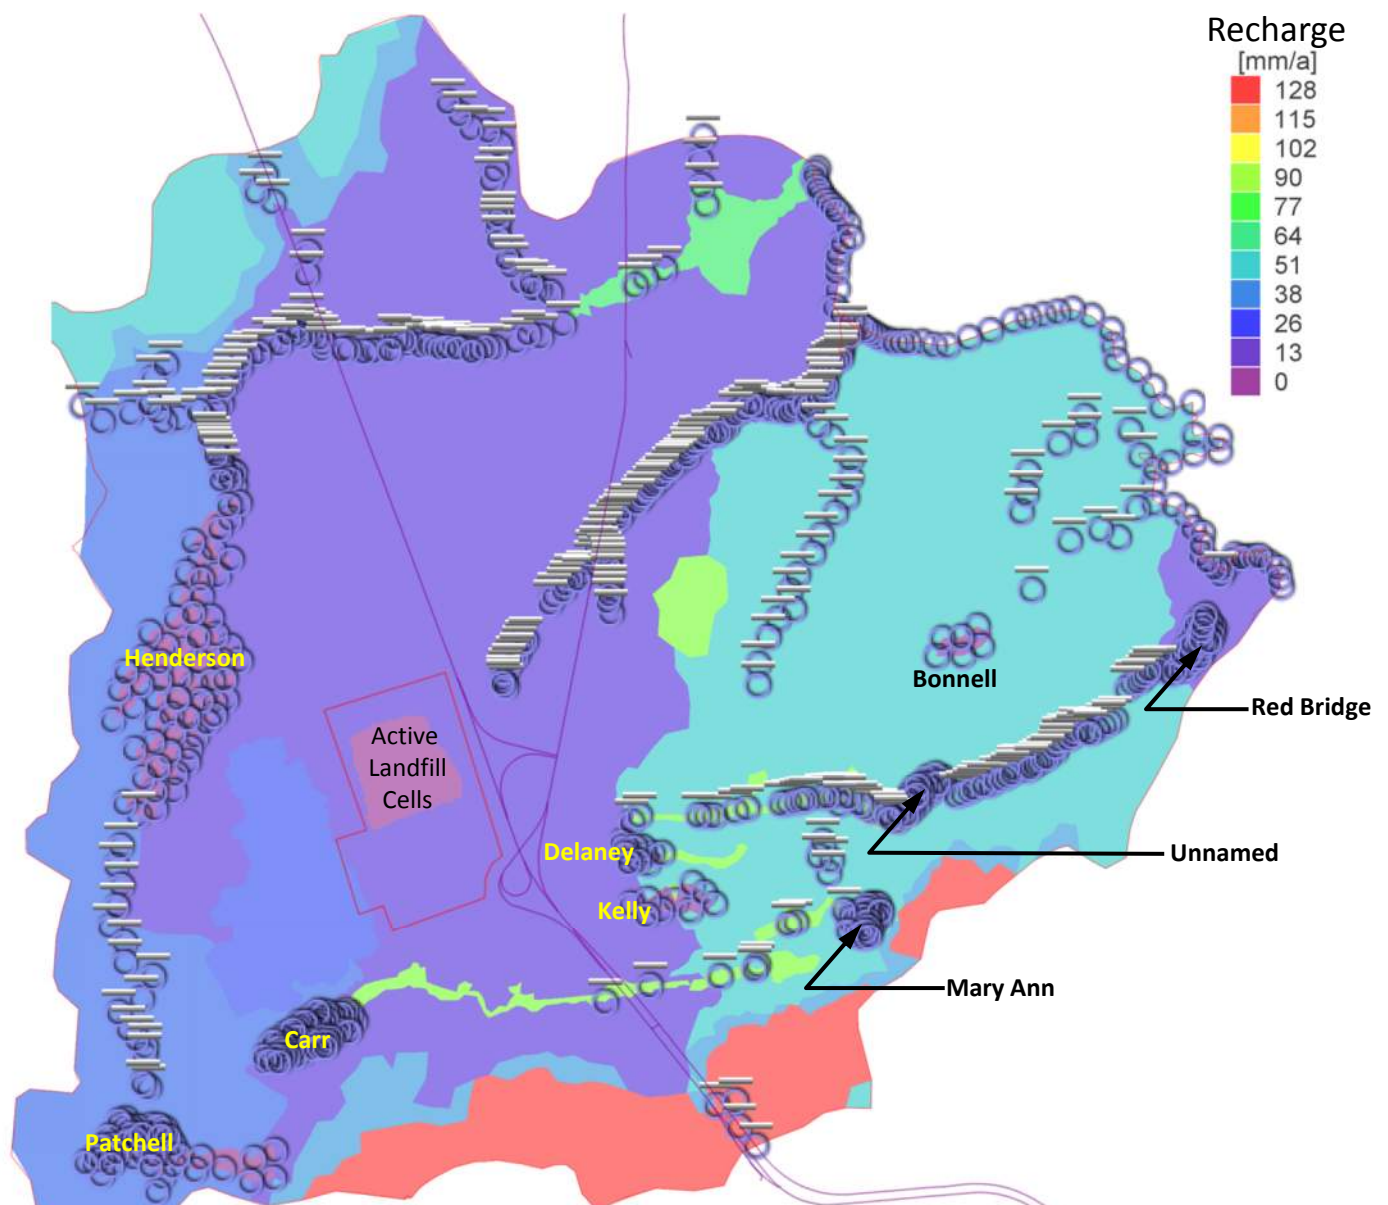 Recharge
[mm/a]
128
115
102
90
77
64
51
38
26
13
0
Henderson
Bonnell
Red Bridge
Active
Landfill
Cells
Delaney
Unnamed
Kelly
Mary Ann
Carr
Patchell